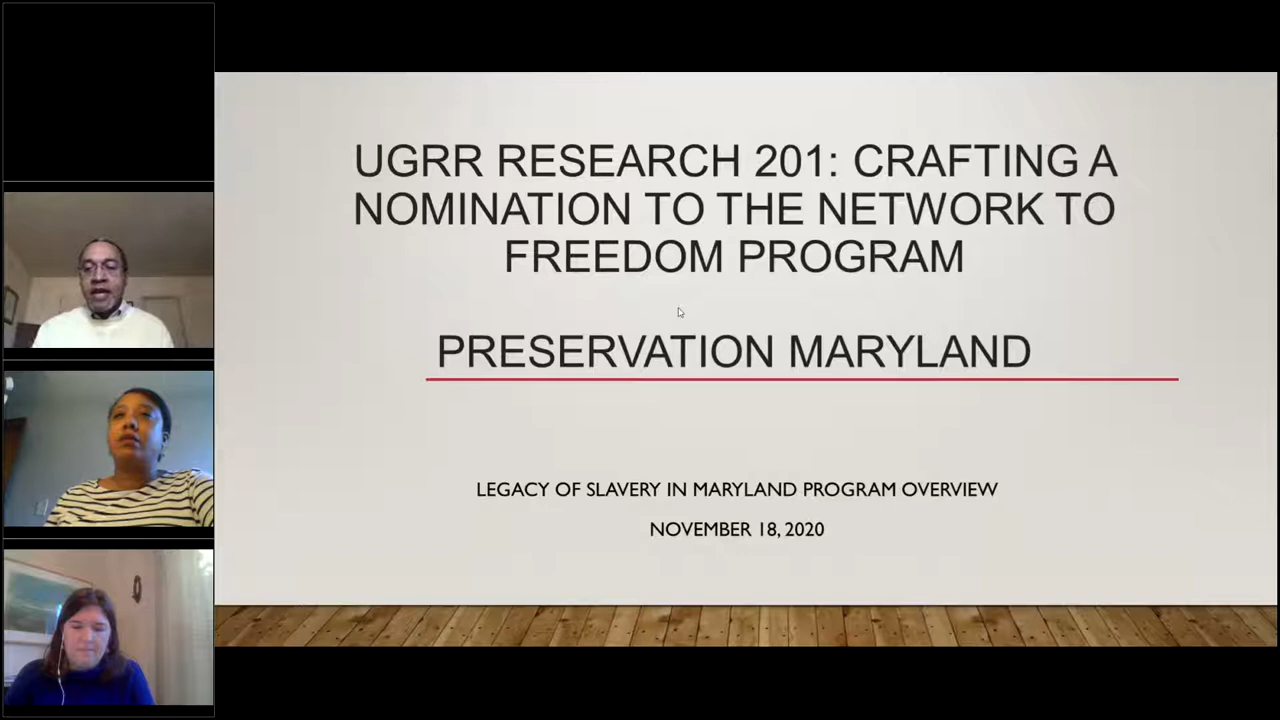 UGRR RESEARCH 201: CRAFTING A
NOMINATION TO THE NETWORK TO
FREEDOM PROGRAM
PRESERVATION MARYLAND
LEGACY OF SLAVERY IN MARYLAND PROGRAM OVERVIEW
NOVEMBER 18, 2020